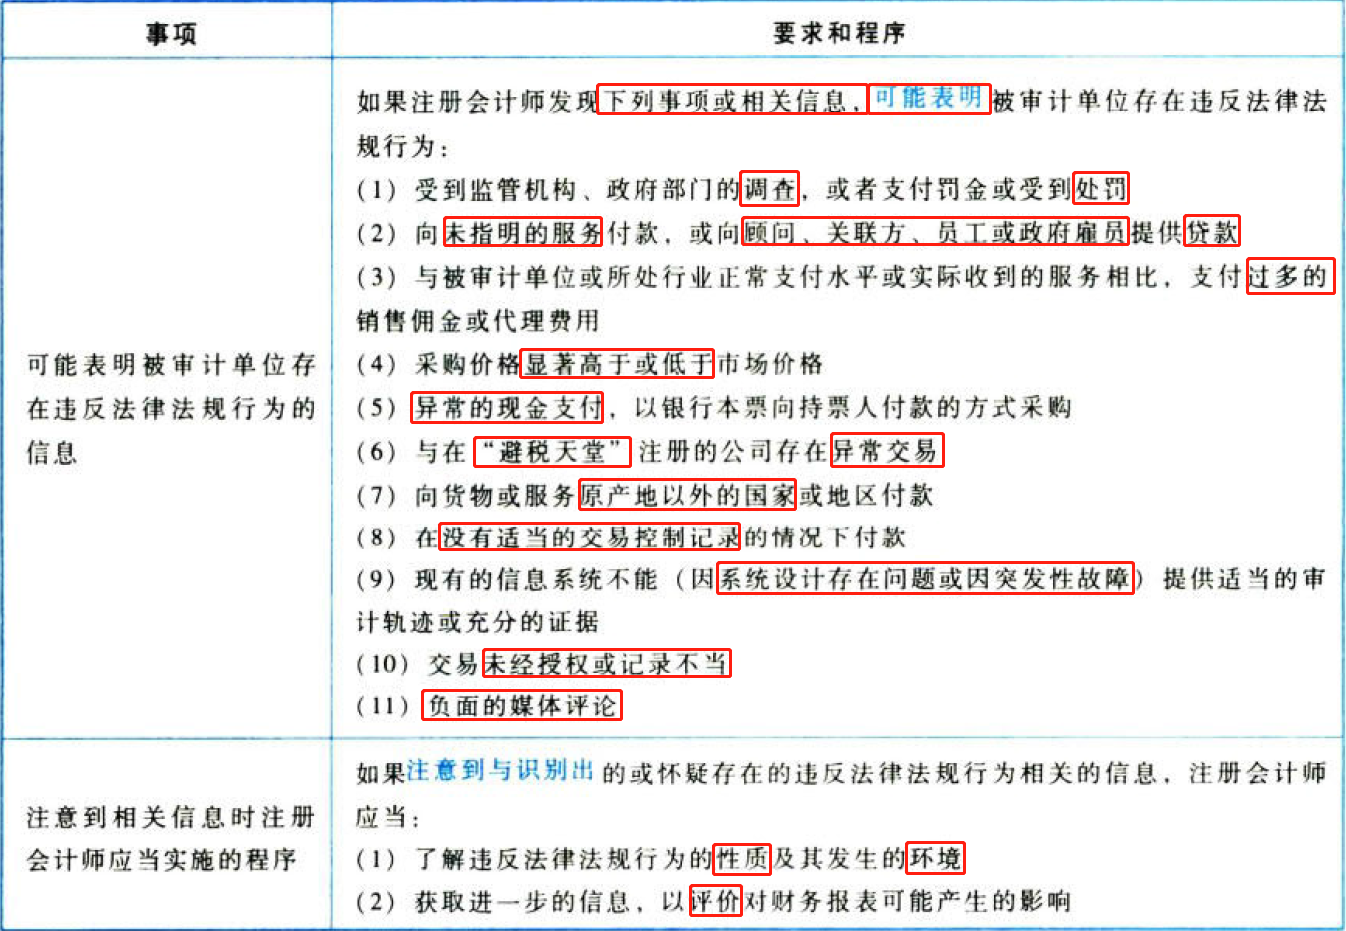 事项
要求和程序
可能表明被审计单位存
在违反法律法规行为的
信息
如果注册会计师发现下列事项或相关信息，可能表明被审计单位存在违反法律法
规行为：
（1）受到监管机构、政府部门的调查，或者支付罚金或受到处罚
（2）向未指明的服务付款，或向顾问、关联方、员工或政府雇员提供贷款
（3）与被审计单位或所处行业正常支付水平或实际收到的服务相比，支付过多的
销售佣金或代理费用
（4）采购价格显著高于或低于市场价格
（5）异常的现金支付，以银行本票向持票人付款的方式采购
（6）与在“避税天堂”注册的公司存在异常交易
（7）向货物或服务原产地以外的国家或地区付款
（8）在没有适当的交易控制记录的情况下付款
（9）现有的信息系统不能（因系统设计存在问题或因突发性故障）提供适当的审
计轨迹或充分的证据
（10）交易未经授权或记录不当
（11）负面的媒体评论
注意到相关信息时注册
会计师应当实施的程序
如果注意到与识别出的或怀疑存在的违反法律法规行为相关的信息，注册会计师
应当：
（1）了解违反法律法规行为的性质及其发生的环境
（2）获取进一步的信息，以评价对财务报表可能产生的影响